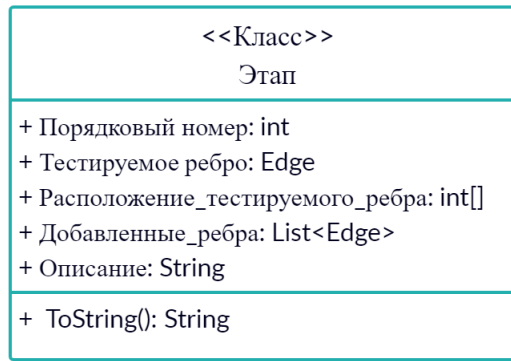 <<Класс>>
Этап
+ Порядковый номер: int
+ Тестируемое ребро: Edge
+ Расположение_тестируемого_ребра: int[]
+ Добавленные_ребра: List<Edge>
+ Описание: String
+ ToString(): String